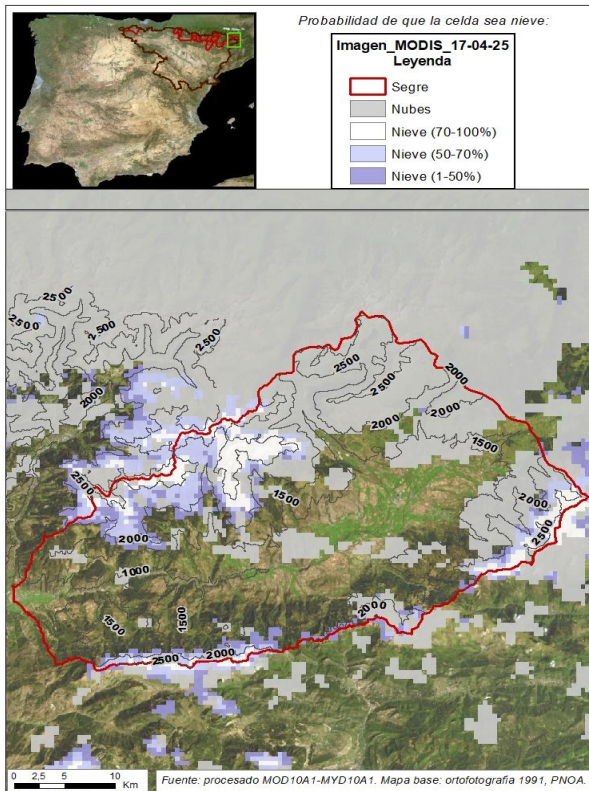 Probabilidad de que la celda sea nieve:
Imagen_MODIS_17-04-25
Leyenda
Segre
Nubes
Nieve (70-100%)
Nieve (50-70%)
Nieve (1-50%)
2500
2500
2500
2500
2000
2500
2500
2000
2000
2000
1500
2500
1500
2000
2500
2000
1000
2000
1500
1500
2500
2000
0 2,5 5 10
Km
Fuente: procesado MOD10A1-MYD10A1. Mapa base: ortofotografia 1991, PNOA.